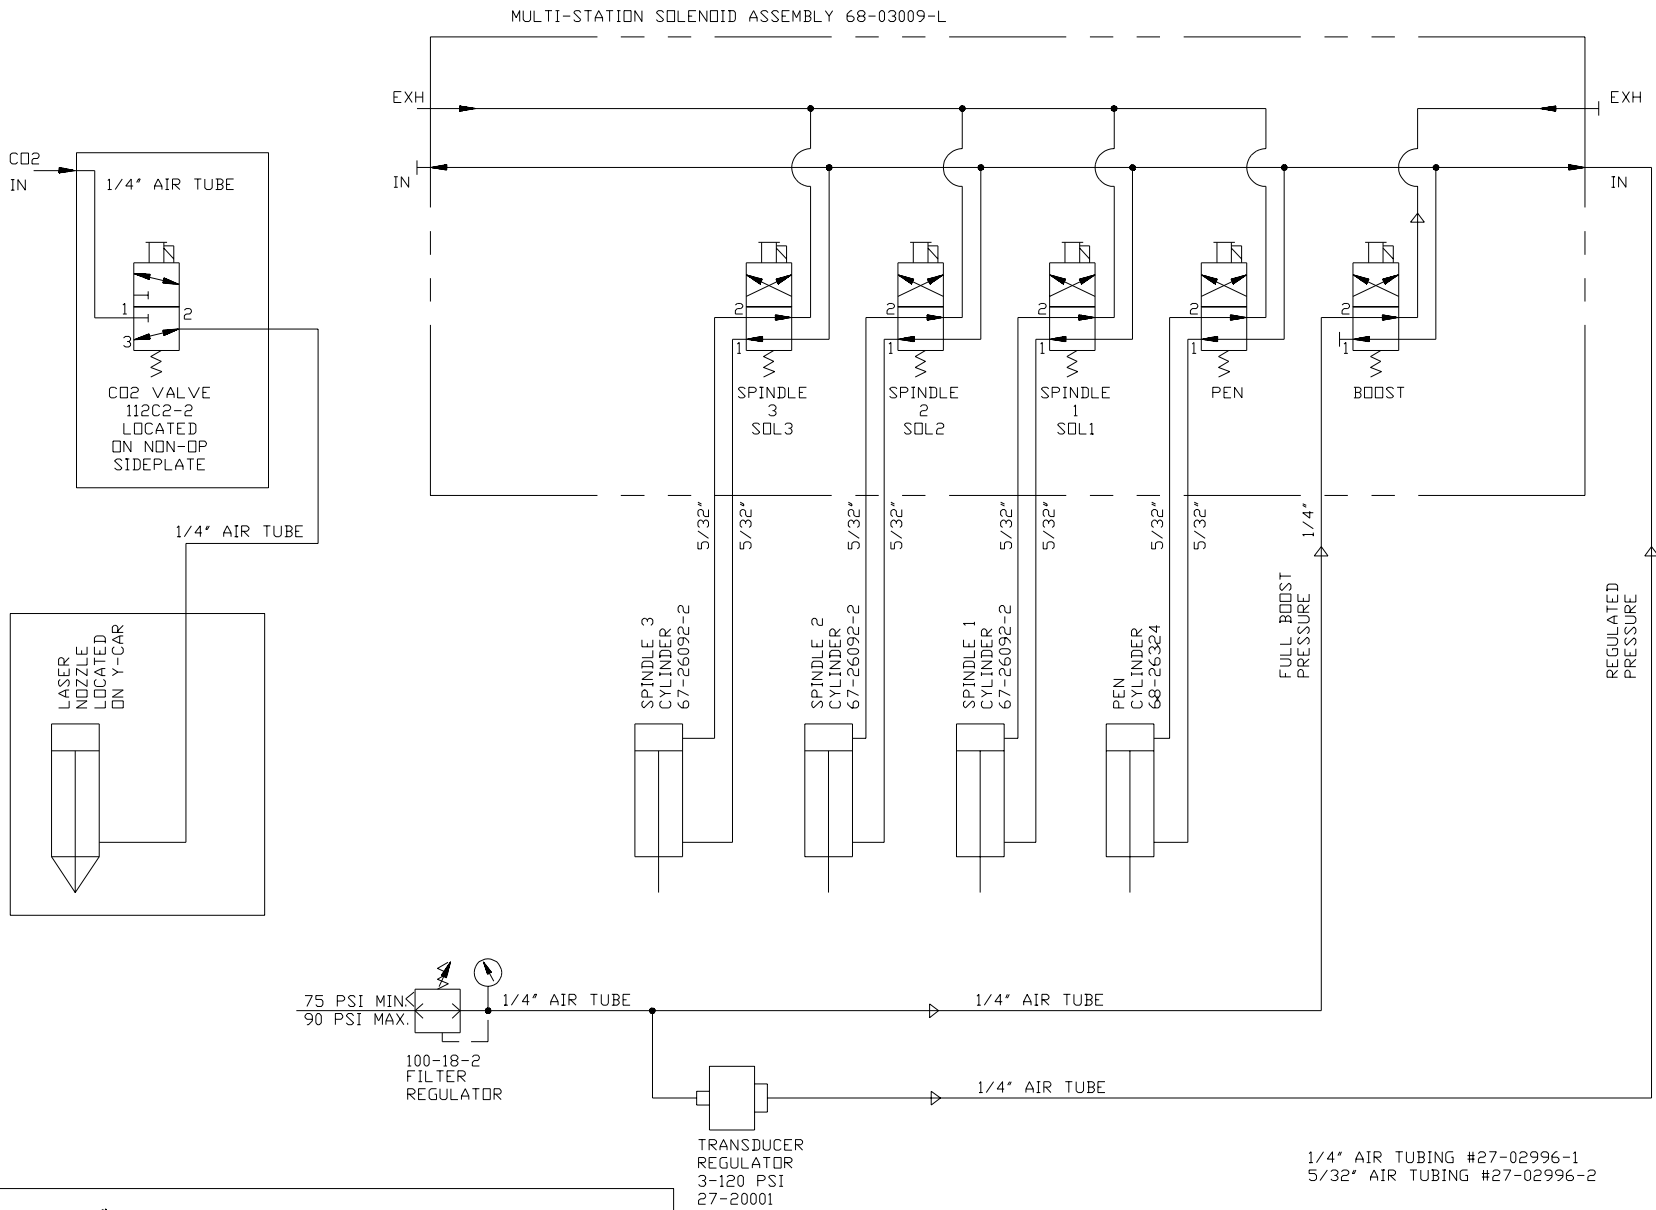 MULTI-STATION SOLENOID ASSEMBLY 68-03009-L
EXH
EXH
IN
IN
CO2
IN
1/4" AIR TUBE
1
2
3
CO2 VALVE
112C2-2
LOCATED
ON NON-OP
SIDEPLATE
2
1
SPINDLE
3
SOL3
2
1
SPINDLE
2
SOL2
2
1
SPINDLE
1
SOL1
2
1
PEN
2
1
BOOST
1/4" AIR TUBE
5/32"
5/32"
5/32"
5/32"
5/32"
5/32"
5/32"
5/32"
1/4"
FULL BOOST
PRESSURE
REGULATED
PRESSURE
LASER
NOZZLE
LOCATED
ON Y-CAR
SPINDLE 3
CYLINDER
67-26092-2
SPINDLE 2
CYLINDER
67-26092-2
SPINDLE 1
CYLINDER
67-26092-2
PEN
CYLINDER
68-26324
75 PSI MIN.
90 PSI MAX.
1/4" AIR TUBE
1/4" AIR TUBE
100-18-2
FILTER
REGULATOR
1/4" AIR TUBE
TRANSDUCER
REGULATOR
3-120 PSI
27-20001
1/4" AIR TUBING #27-02996-1
5/32" AIR TUBING #27-02996-2